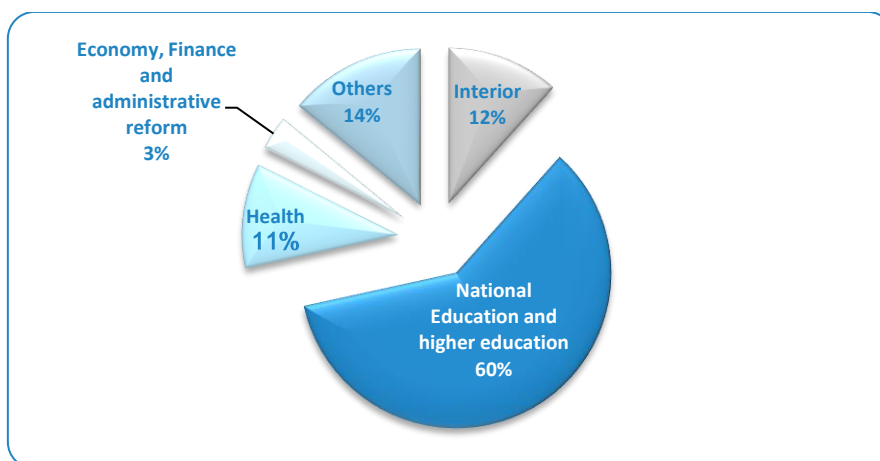 Economy, Finance
and
administrative
reform
3%
Others
14%
Interior
12%
Health
11%
National
Education and
higher education
60%